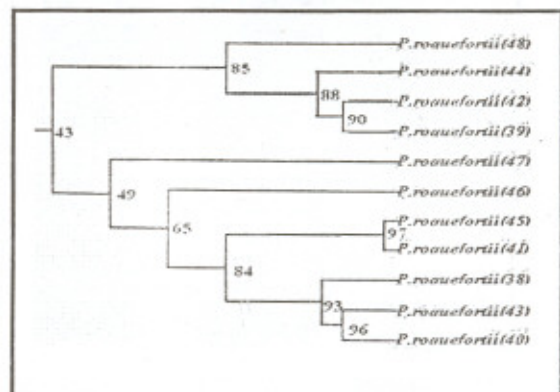 P.roquefortii(48)
85
P.roquefortii(44)
88
P.roquefortii(42)
90
P.roquefortii(39)
43
P.roquefortii(47)
49
P.roquefortii(46)
65
P.roquefortii(45)
97
P.roquefortii(41)
84
P.roquefortii(38)
93
P.roquefortii(43)
96
P.roquefortii(40)